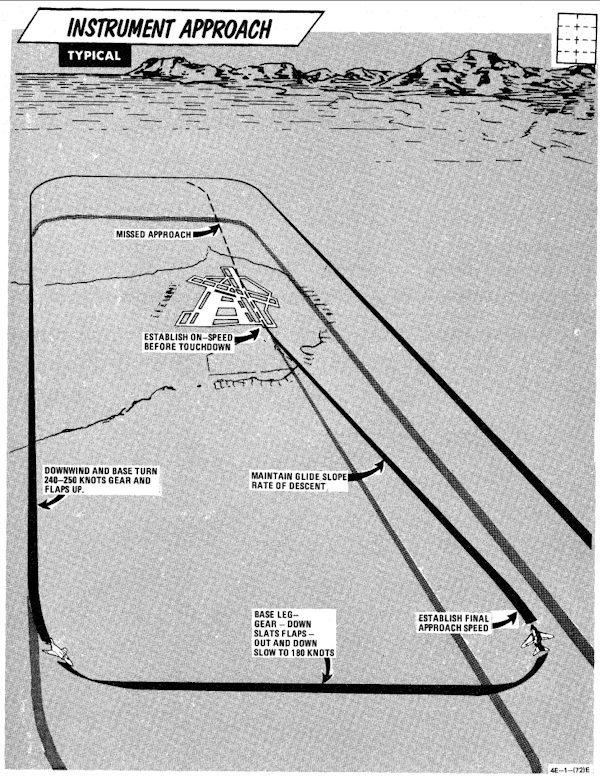 INSTRUMENT APPROACH
TYPICAL
MISSED APPROACH
ESTABLISH ON-SPEED
BEFORE TOUCHDOWN
DOWNWIND AND BASE TURN
240-250 KNOTS GEAR AND
FLAPS UP.
MAINTAIN GLIDE SLOPE
RATE OF DESCENT
BASE LEG-
GEAR - DOWN
SLATS FLAPS -
OUT AND DOWN
SLOW TO 180 KNOTS
ESTABLISH FINAL
APPROACH SPEED
4E-1-(72)E